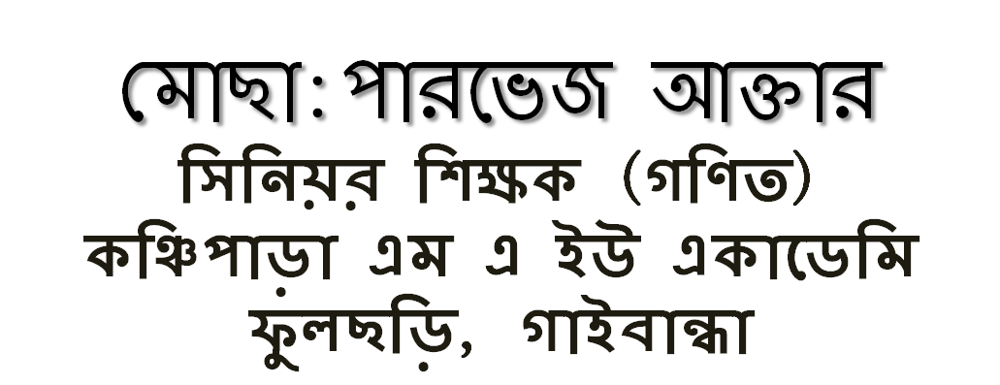 মোছা: পারভেজ আক্তার
সিনিয়র শিক্ষক (গণিত)
কঞ্চিপাড়া এম এ ইউ একাডেমি
ফুলছড়ি, গাইবান্ধা